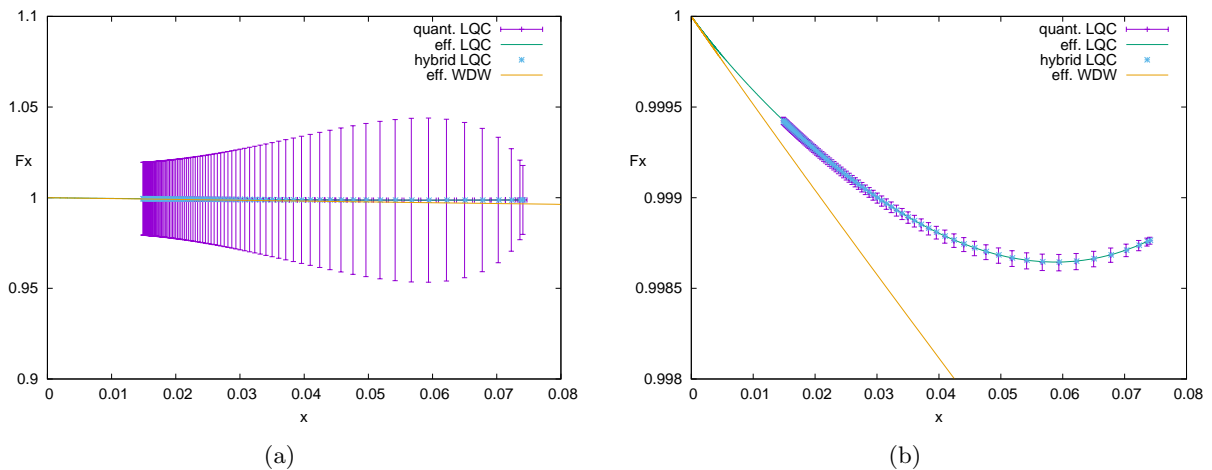 1.1
1.05
Fx
1
0.95
0.9
0
0.01
0.02
0.03
0.04
0.05
0.06
0.07
0.08
x
quant. LQC
eff. LQC
hybrid LQC
eff. WDW
(a)
1
0.9995
Fx
0.999
0.9985
0.998
0
0.01
0.02
0.03
0.04
0.05
0.06
0.07
0.08
x
quant. LQC
eff. LQC
hybrid LQC
eff. WDW
(b)